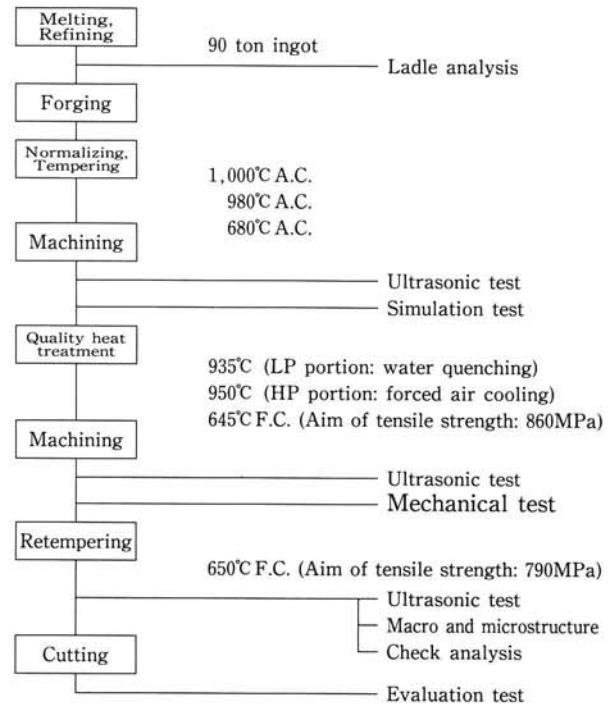 Melting,
Refining
90 ton ingot
Ladle analysis
Forging
Normalizing,
Tempering
1,000℃ A.C.
980℃ A.C.
680℃ A.C.
Machining
Ultrasonic test
Simulation test
Quality heat
treatment
935℃ (LP portion: water quenching)
950℃ (HP portion: forced air cooling)
645℃ F.C. (Aim of tensile strength: 860MPa)
Machining
Ultrasonic test
Mechanical test
Retempering
650℃ F.C. (Aim of tensile strength: 790MPa)
Ultrasonic test
Macro and microstructure
Check analysis
Cutting
Evaluation test